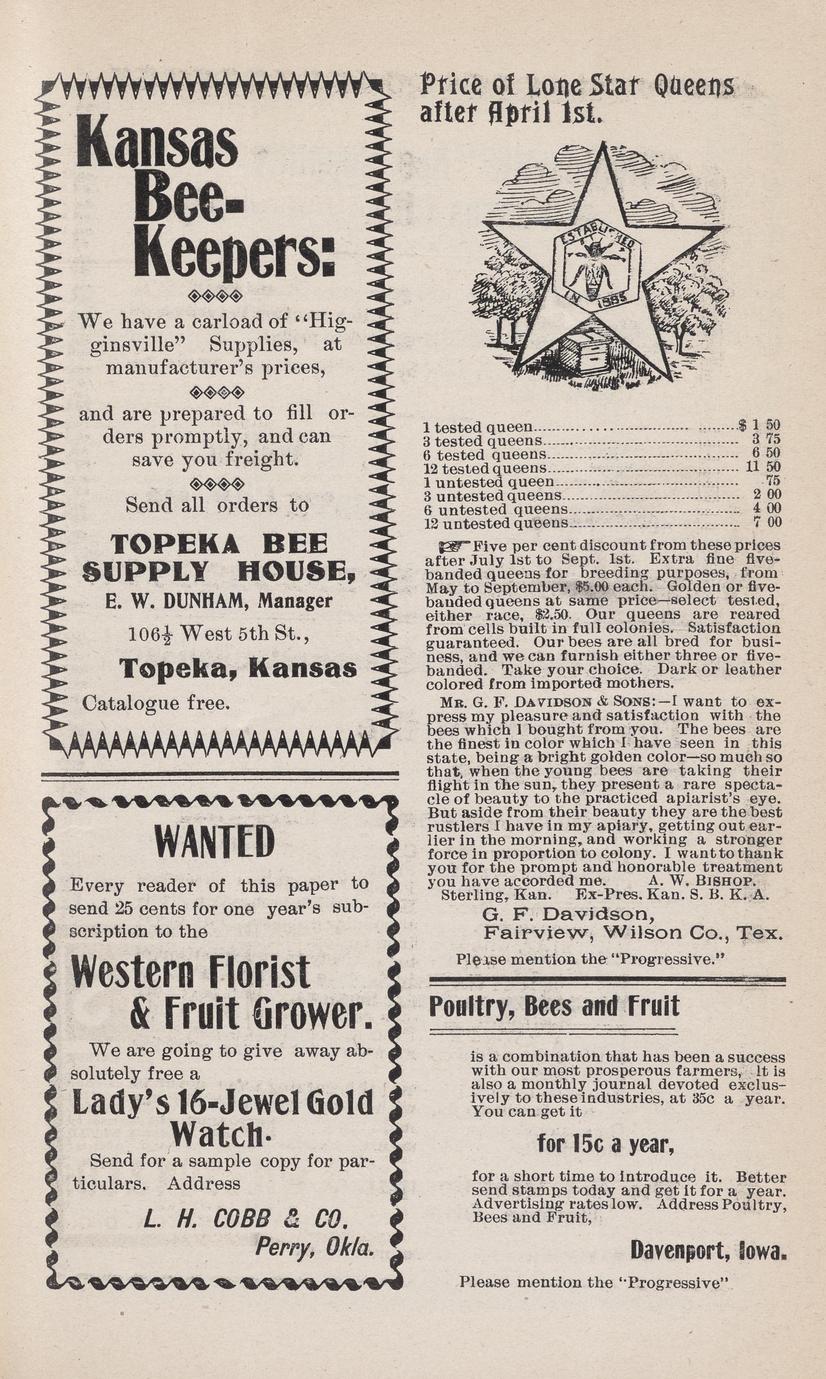 Kansas
Bee-
Keepers:
We have a carload of “Hig-
ginsville” Supplies, at
manufacturer's prices,
and are prepared to fill or-
ders promptly, and can
save you freight.
Send all orders to
TOPEKA BEE
SUPPLY HOUSE,
E. W. DUNHAM, Manager
106½ West 5th St.,
Topeka, Kansas
Catalogue free.
WANTED
Every reader of this paper to
send 25 cents for one year's sub-
scription to the
Western Florist
& Fruit Grower.
We are going to give away ab-
solutely free a
Lady's 16-Jewel Gold
Watch.
Send for a sample copy for par-
ticulars. Address
L. H. COBB & CO.
Perry, Okla.
Price of Lone Star Queens
after April 1st.
ESTABLISHED
IN 1885
1 tested queen...........$ 1 50
3 tested queens........... 3 75
6 tested queens........... 6 50
12 tested queens........... 11 50
1 untested queen........... 75
3 untested queens........... 2 00
6 untested queens........... 4 00
12 untested queens........... 7 00
☞ Five per cent discount from these prices
after July 1st to Sept. 1st. Extra fine five-
banded queens for breeding purposes, from
May to September, $5.00 each. Golden or five-
banded queens at same price—select tested,
either race, $2.50. Our queens are reared
from cells built in full colonies. Satisfaction
guaranteed. Our bees are all bred for busi-
ness, and we can furnish either three or five-
banded. Take your choice. Dark or leather
colored from imported mothers.
MR. G. F. DAVIDSON & SONS:—I want to ex-
press my pleasure and satisfaction with the
bees which I bought from you. The bees are
the finest in color which I have seen in this
state, being a bright golden color—so much so
that, when the young bees are taking their
flight in the sun, they present a rare specta-
cle of beauty to the practiced apiarist's eye.
But aside from their beauty they are the best
rustlers I have in my apiary, getting out ear-
lier in the morning, and working a stronger
force in proportion to colony. I want to thank
you for the prompt and honorable treatment
you have accorded me. A. W. BISHOP.
Sterling, Kan. Ex-Pres. Kan. S. B. K. A.
G. F. Davidson,
Fairview, Wilson Co., Tex.
Please mention the “Progressive.”
Poultry, Bees and Fruit
is a combination that has been a success
with our most prosperous farmers, It is
also a monthly journal devoted exclus-
ively to these industries, at 35c a year.
You can get it
for 15c a year,
for a short time to introduce it. Better
send stamps today and get it for a year.
Advertising rates low. Address Poultry,
Bees and Fruit,
Davenport, Iowa.
Please mention the “Progressive”